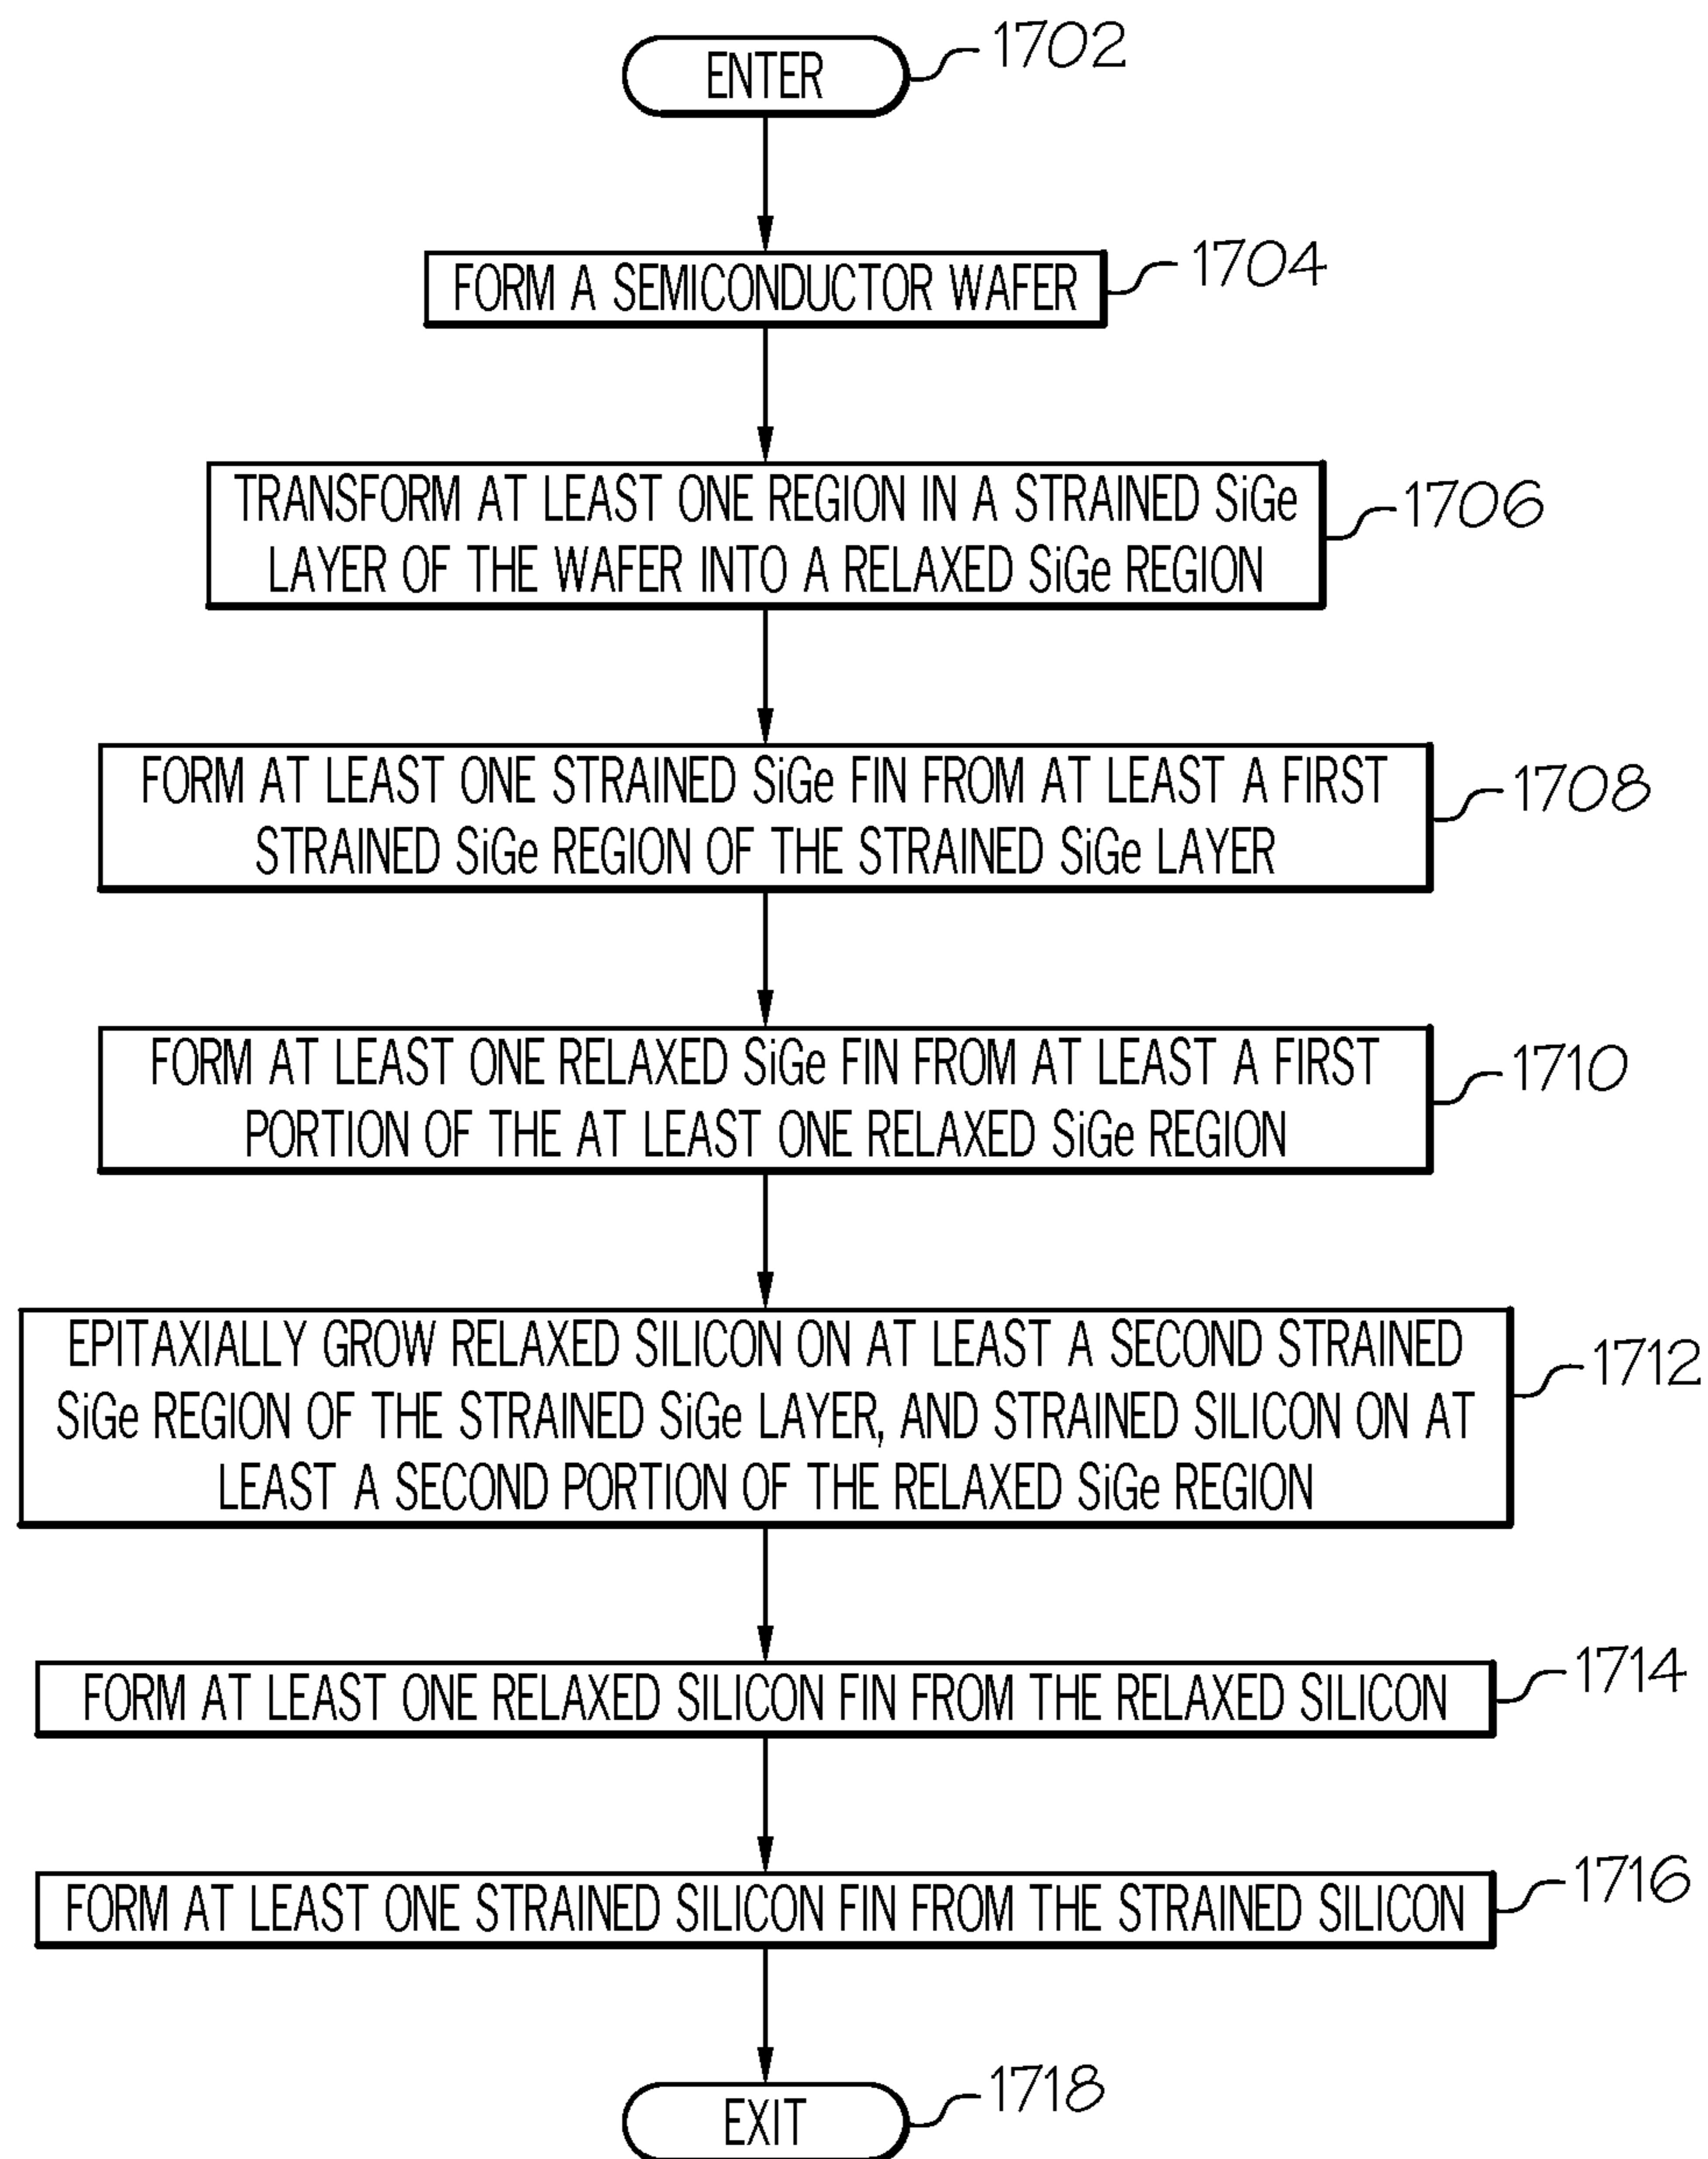 ENTER
1702
FORM A SEMICONDUCTOR WAFER
1704
TRANSFORM AT LEAST ONE REGION IN A STRAINED SiGe
LAYER OF THE WAFER INTO A RELAXED SiGe REGION
1706
FORM AT LEAST ONE STRAINED SiGe FIN FROM AT LEAST A FIRST
STRAINED SiGe REGION OF THE STRAINED SiGe LAYER
1708
FORM AT LEAST ONE RELAXED SiGe FIN FROM AT LEAST A FIRST
PORTION OF THE AT LEAST ONE RELAXED SiGe REGION
1710
EPITAXIALLY GROW RELAXED SILICON ON AT LEAST A SECOND STRAINED
SiGe REGION OF THE STRAINED SiGe LAYER, AND STRAINED SILICON ON AT
LEAST A SECOND PORTION OF THE RELAXED SiGe REGION
1712
FORM AT LEAST ONE RELAXED SILICON FIN FROM THE RELAXED SILICON
1714
FORM AT LEAST ONE STRAINED SILICON FIN FROM THE STRAINED SILICON
1716
EXIT
1718